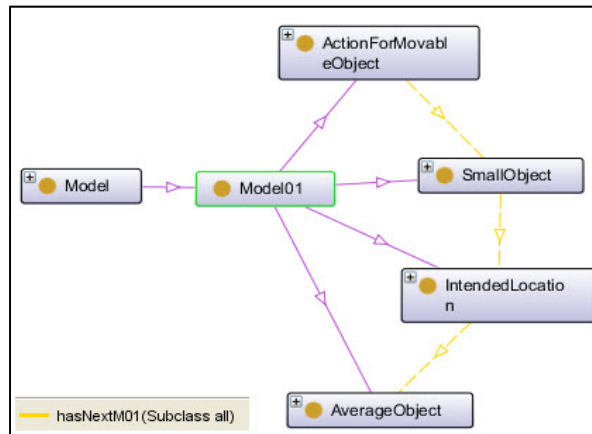 ActionForMovabl
eObject
Model
Model01
SmallObject
IntendedLocatio
n
AverageObject
hasNextM01(Subclass all)